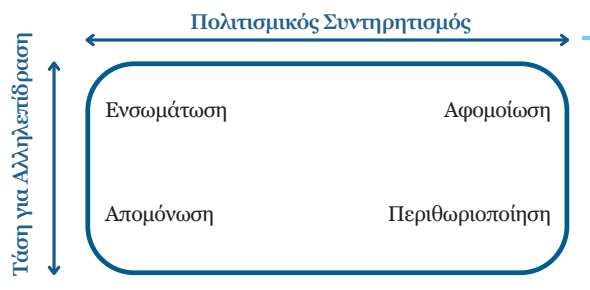 Πολιτισμικός Συντηρητισμός
Τάση για Αλληλεπίδραση
Ενσωμάτωση Αφομοίωση
Απομόνωση Περιθωριοποίηση